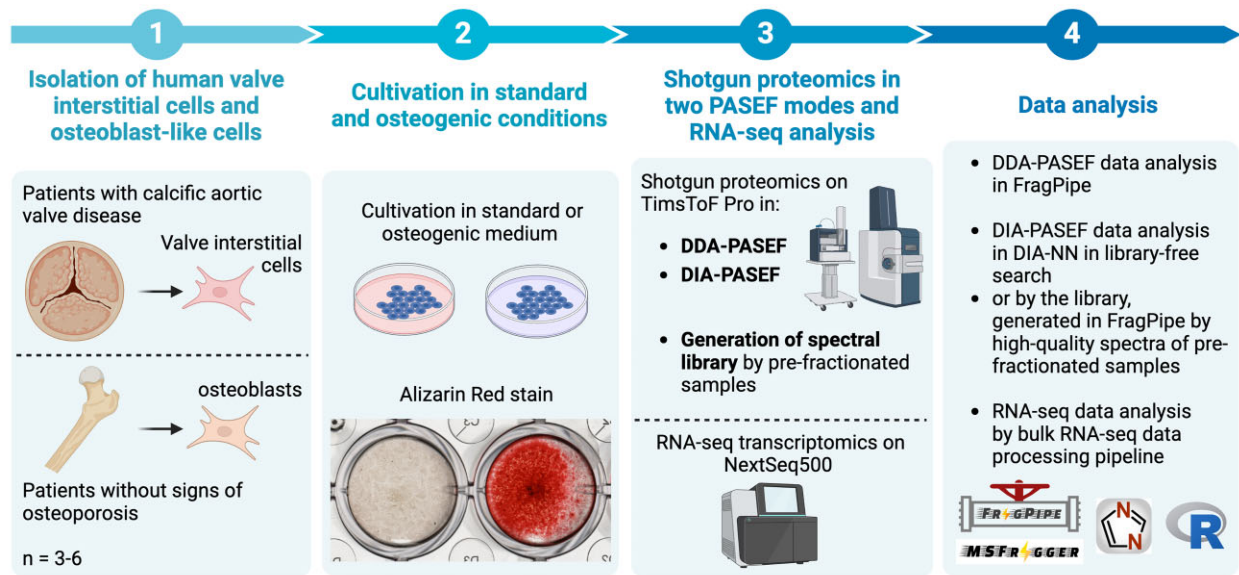 1
Isolation of human valve
interstitial cells and
osteoblast-like cells
Patients with calcific aortic
valve disease
Valve interstitial
cells
osteoblasts
Patients without signs of
osteoporosis
n = 3-6
2
Cultivation in standard
and osteogenic conditions
Cultivation in standard or
osteogenic medium
Alizarin Red stain
3
Shotgun proteomics in
two PASEF modes and
RNA-seq analysis
Shotgun proteomics on
TimsToF Pro in:
• DDA-PASEF
• DIA-PASEF
• Generation of spectral
library by pre-fractionated
samples
RNA-seq transcriptomics on
NextSeq500
4
Data analysis
• DDA-PASEF data analysis
in FragPipe
• DIA-PASEF data analysis
in DIA-NN in library-free
search
• or by the library,
generated in FragPipe by
high-quality spectra of pre-
fractionated samples
• RNA-seq data analysis
by bulk RNA-seq data
processing pipeline
FRAGPIPE
MSFRAGGER
N
N
R